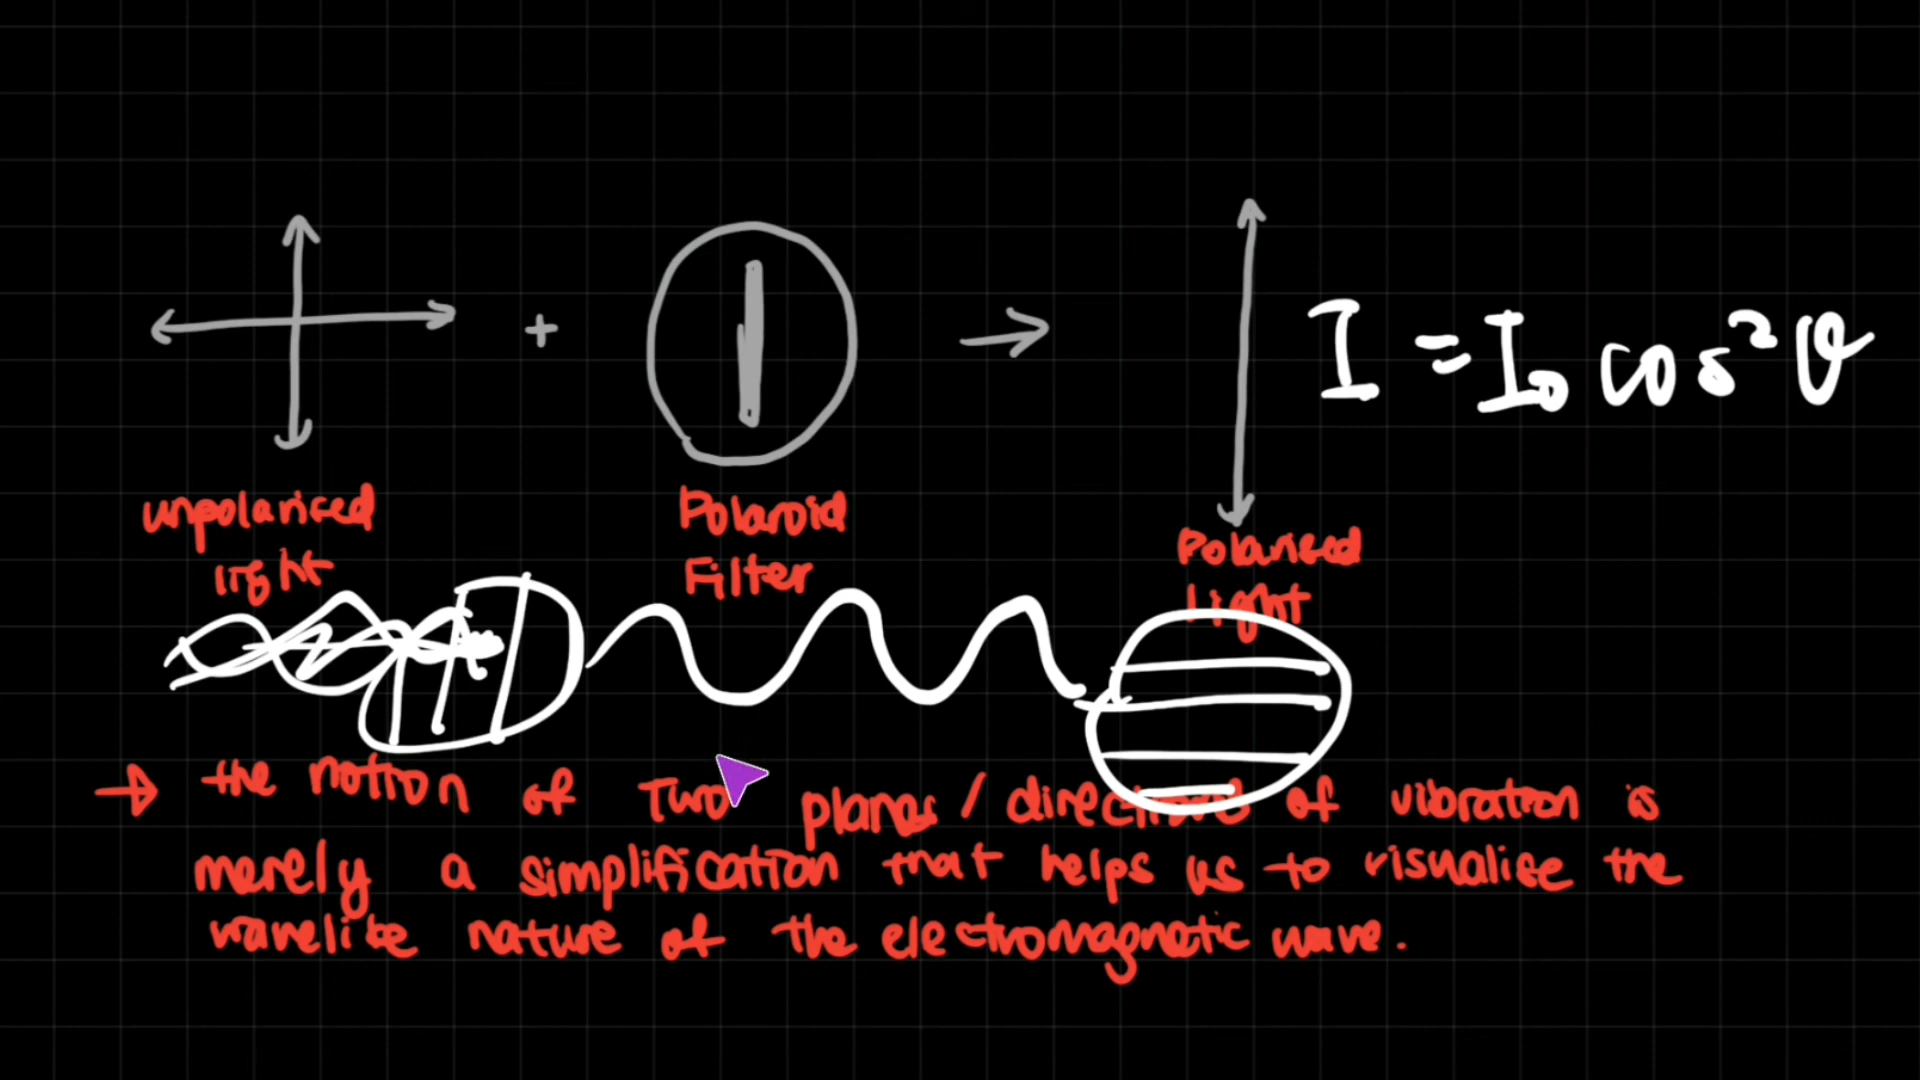 +
→
I = I₀ cos²θ
unpolarised
light
Polaroid
Filter
Polarised
Light
→ the notion of Two planes / directions of vibration is
merely a simplification that helps us to visualise the
wavelike nature of the electromagnetic wave.